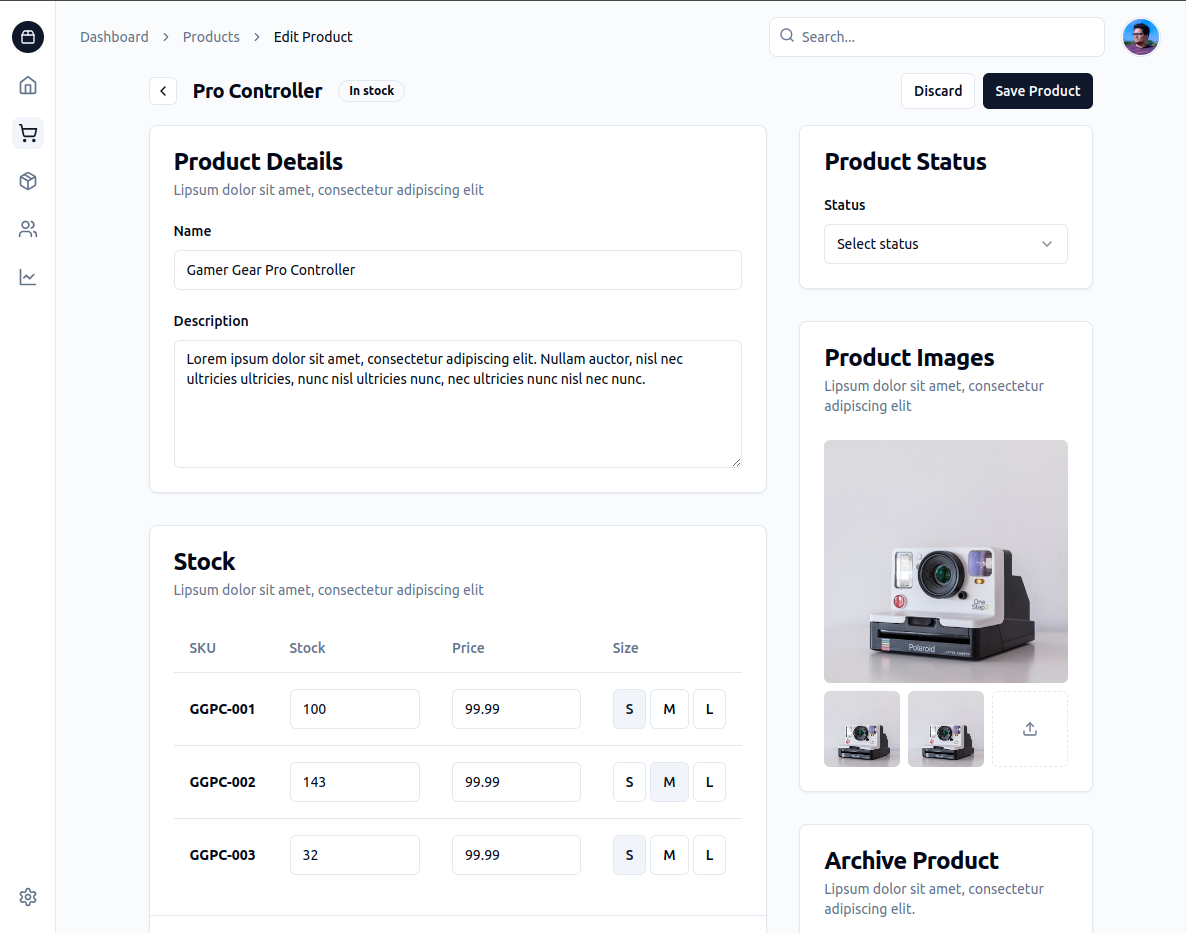 Dashboard > Products > Edit Product
Search...
Pro Controller
In stock
Discard
Save Product
Product Details
Lipsum dolor sit amet, consectetur adipiscing elit
Name
Gamer Gear Pro Controller
Description
Lorem ipsum dolor sit amet, consectetur adipiscing elit. Nullam auctor, nisl nec
ultricies ultricies, nunc nisl ultricies nunc, nec ultricies nunc nisl nec nunc.
Stock
Lipsum dolor sit amet, consectetur adipiscing elit
SKU Stock Price Size
GGPC-001 100 99.99 S M L
GGPC-002 143 99.99 S M L
GGPC-003 32 99.99 S M L
Product Status
Status
Select status
Product Images
Lipsum dolor sit amet, consectetur
adipiscing elit
One
Step
Polaroid
Archive Product
Lipsum dolor sit amet, consectetur
adipiscing elit.